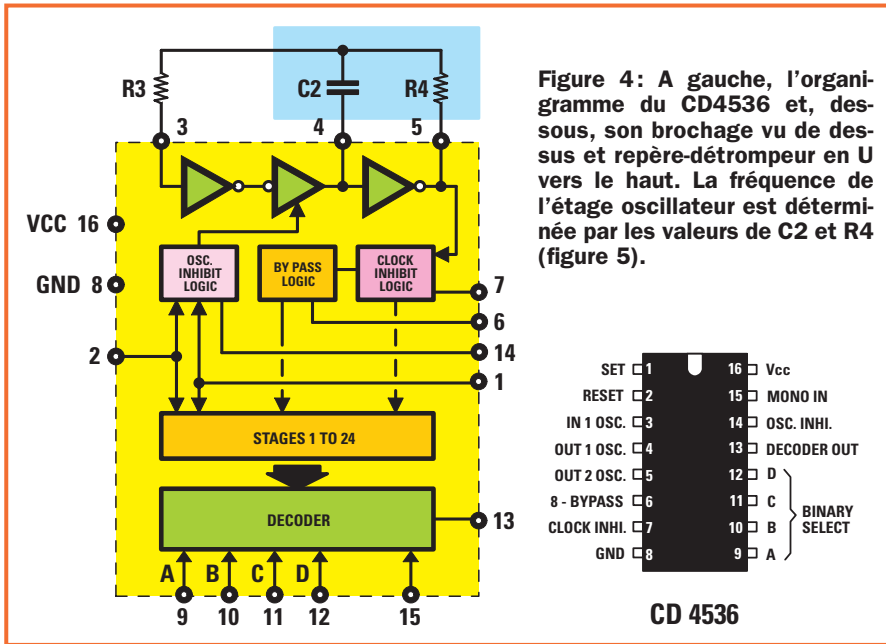 R3
C2
R4
3
4
5
VCC 16
GND 8
2
OSC.
INHIBIT
LOGIC
BY PASS
LOGIC
CLOCK
INHIBIT
LOGIC
7
6
14
1
STAGES 1 TO 24
DECODER
13
A
B
C
D
9
10
11
12
15
Figure 4: A gauche, l'organi-
gramme du CD4536 et, des-
sous, son brochage vu de des-
sus et repère-détrompeur en U
vers le haut. La fréquence de
l'étage oscillateur est détermi-
née par les valeurs de C2 et R4
(figure 5).
SET 1
RESET 2
IN 1 OSC. 3
OUT 1 OSC. 4
OUT 2 OSC. 5
8 - BYPASS 6
CLOCK INHI. 7
GND 8
16 Vcc
15 MONO IN
14 OSC. INHI.
13 DECODER OUT
12 D
11 C
10 B
9 A
BINARY
SELECT
CD 4536